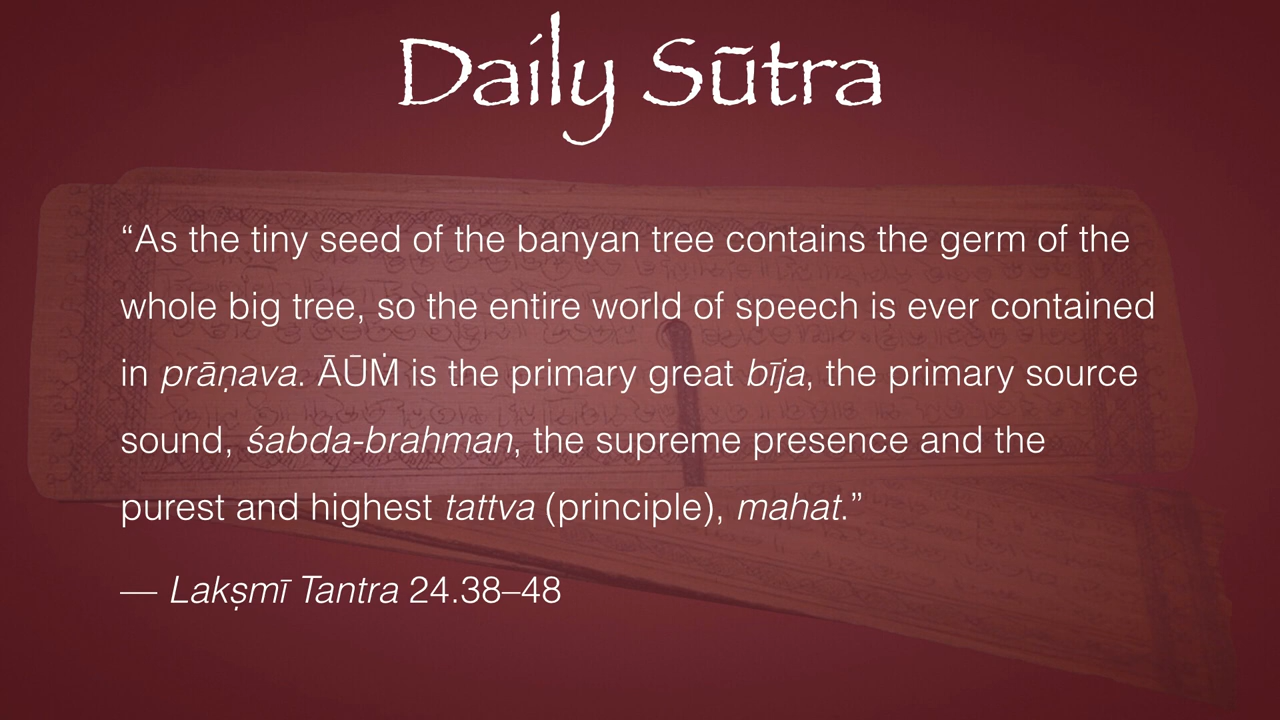 Daily Sūtra
“As the tiny seed of the banyan tree contains the germ of the
whole big tree, so the entire world of speech is ever contained
in prāṇava. ĀŪṀ is the primary great bīja, the primary source
sound, śabda-brahman, the supreme presence and the
purest and highest tattva (principle), mahat.”
— Lakṣmī Tantra 24.38–48